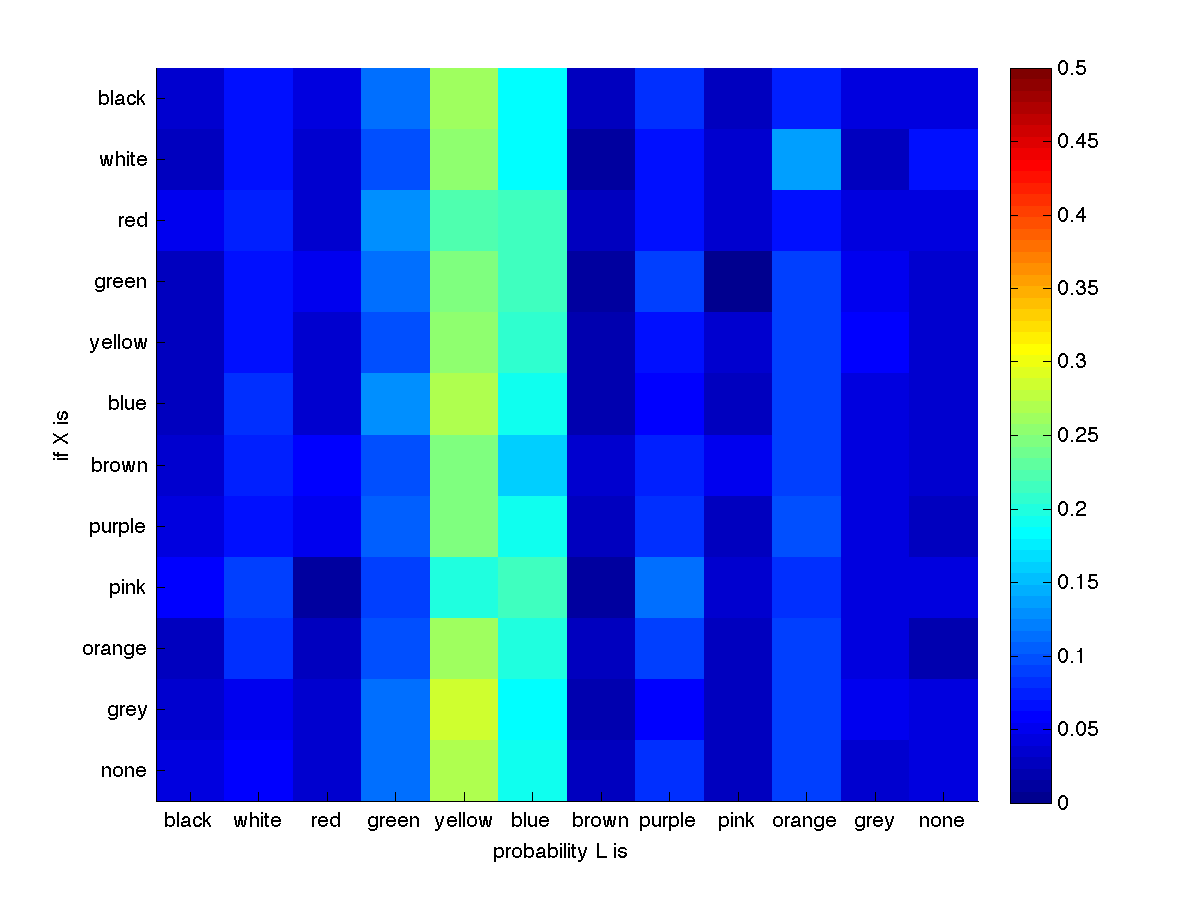 black
white
red
green
yellow
blue
brown
purple
pink
orange
grey
none
if X is
black white red green yellow blue brown purple pink orange grey none
probability L is
0.5
0.45
0.4
0.35
0.3
0.25
0.2
0.15
0.1
0.05
0